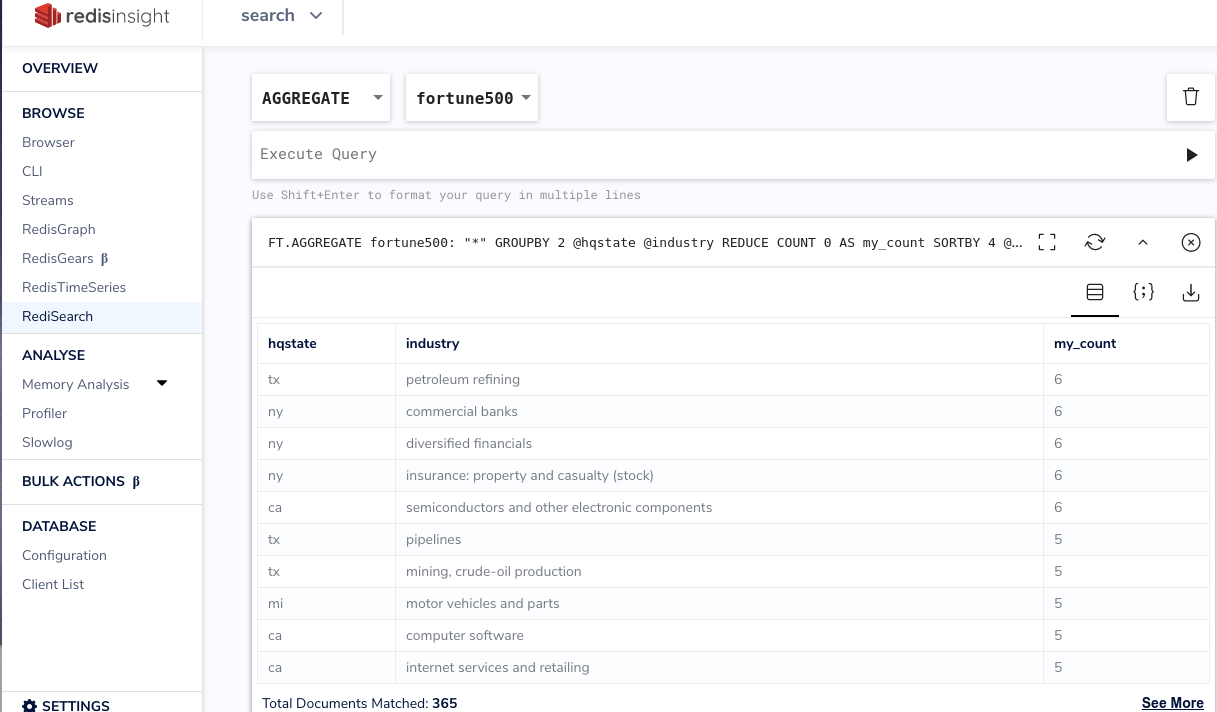 redisinsight
search
OVERVIEW
BROWSE
Browser
CLI
Streams
RedisGraph
RedisGears β
RedisTimeSeries
RediSearch
ANALYSE
Memory Analysis
Profiler
Slowlog
BULK ACTIONS β
DATABASE
Configuration
Client List
SETTINGS
AGGREGATE fortune500
Execute Query
Use Shift+Enter to format your query in multiple lines
FT.AGGREGATE fortune500: "*" GROUPBY 2 @hqstate @industry REDUCE COUNT 0 AS my_count SORTBY 4 @...
{;}
hqstate industry my_count
tx petroleum refining 6
ny commercial banks 6
ny diversified financials 6
ny insurance: property and casualty (stock) 6
ca semiconductors and other electronic components 6
tx pipelines 5
tx mining, crude-oil production 5
mi motor vehicles and parts 5
ca computer software 5
ca internet services and retailing 5
Total Documents Matched: 365 See More